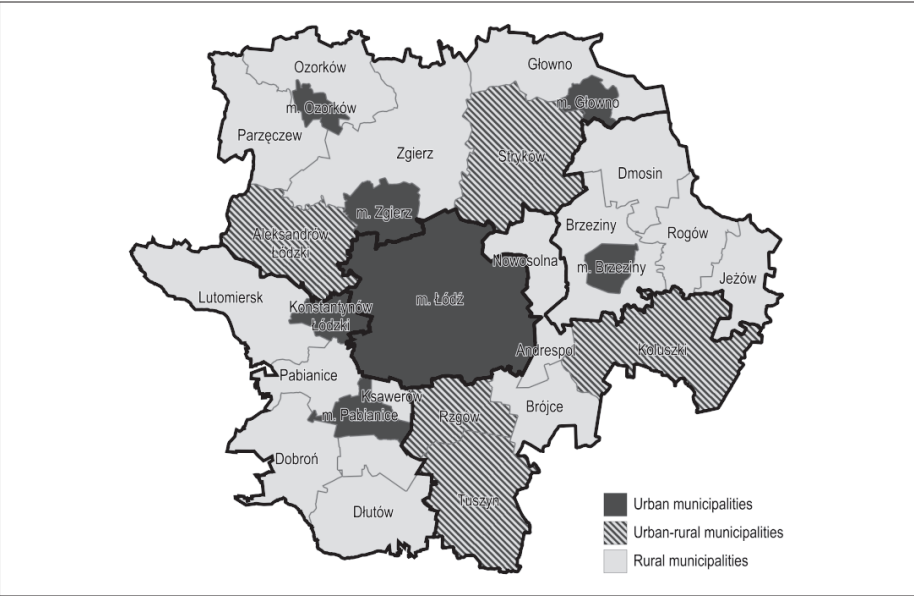 Ozorków
Głowno
m. Ozorków
m. Głowno
Parzęczew
Zgierz
Stryków
Dmosin
m. Zgierz
Brzeziny
Aleksandrów
Łódzki
Rogów
Nowosolna
m. Brzeziny
Jeżów
Lutomiersk
m. Łódź
Konstantynów
Łódzki
Andrespol
Koluszki
Pabianice
Ksawerów
m. Pabianice
Rzgów
Brójce
Dobroń
Tuszyn
Dłutów
Urban municipalities
Urban-rural municipalities
Rural municipalities